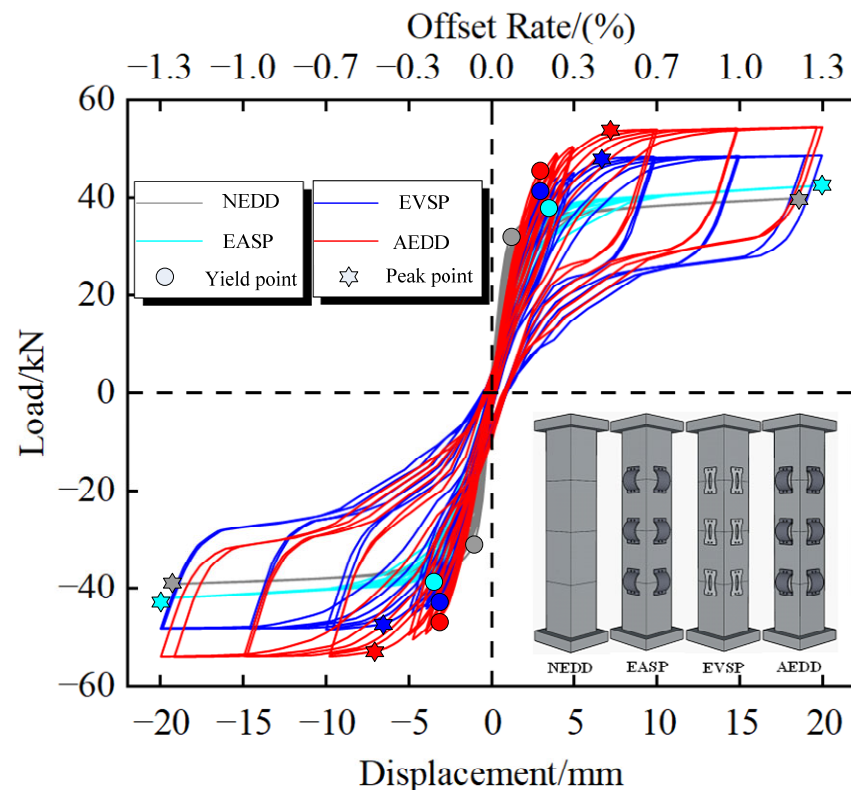 Offset Rate/(%)
−1.3 −1.0 −0.7 −0.3 0.0 0.3 0.7 1.0 1.3
60
40
20
0
−20
−40
−60
Load/kN
NEDD
EASP
Yield point
EVSP
AEDD
Peak point
NEDD EASP EVSP AEDD
−20 −15 −10 −5 0 5 10 15 20
Displacement/mm